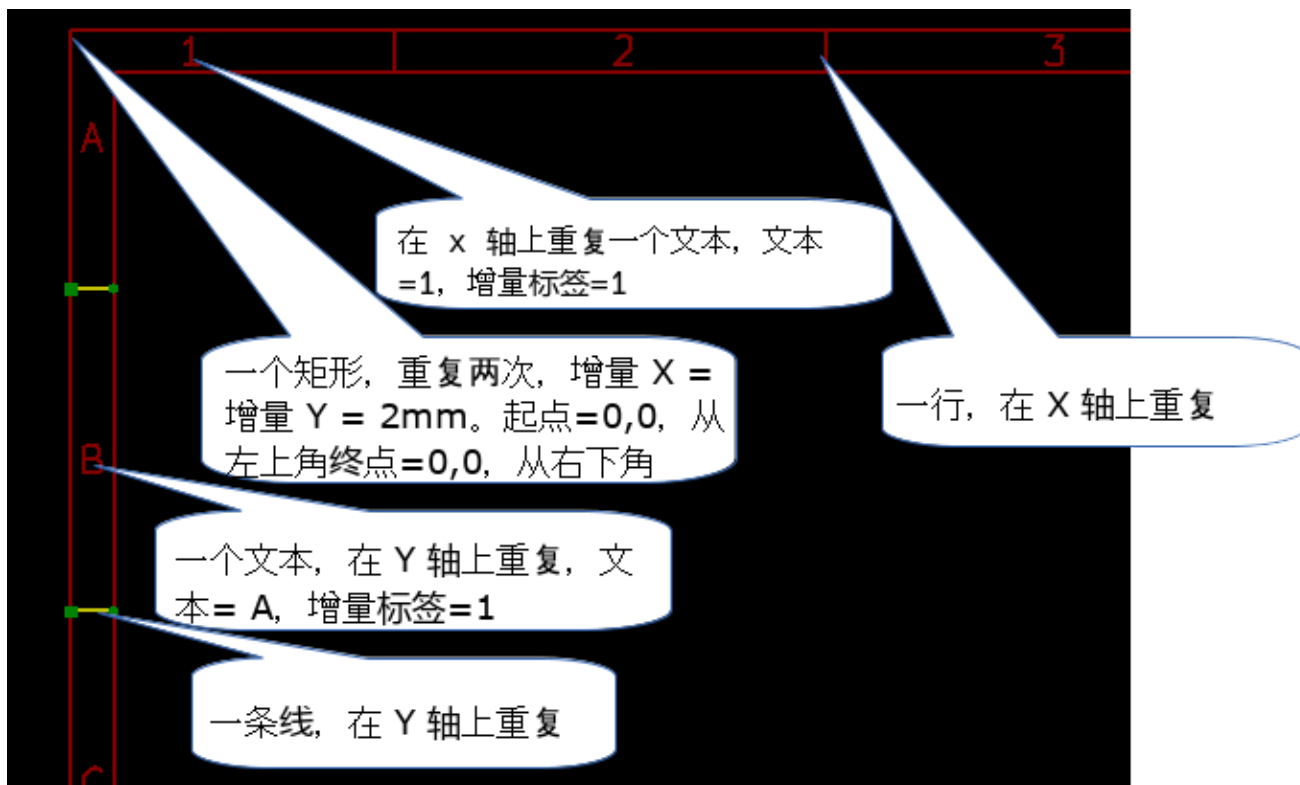 1 2 3
A
在 x 轴上重复一个文本，文本
=1，增量标签=1
一个矩形，重复两次，增量 X =
增量 Y = 2mm。起点=0,0，从
左上角终点=0,0，从右下角
一行，在 X 轴上重复
B
一个文本，在 Y 轴上重复，文
本= A，增量标签=1
一条线，在 Y 轴上重复
C